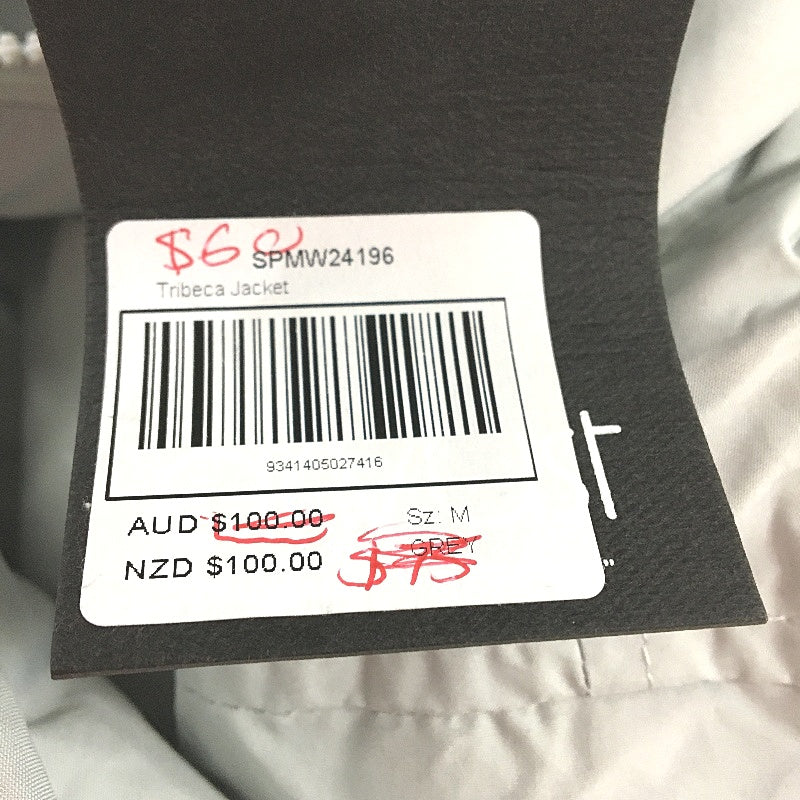 $60
SPMW24196
Tribeca Jacket
9341405027416
AUD $100.00
Sz: M
GREY
NZD $100.00
$75